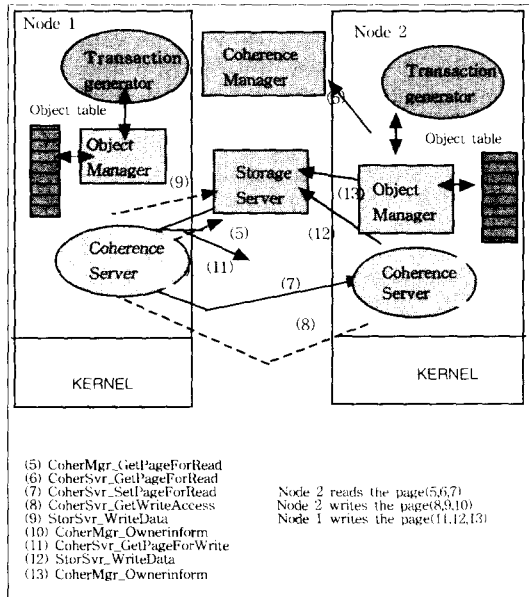 Node 1
Node 2
Transaction
generator
Coherence
Manager
Transaction
generator
(6)
Object table
Object table
Object
Manager
(9)
Storage
Server
(13)
Object
Manager
(5)
(12)
Coherence
Server
(11)
(7)
Coherence
Server
(8)
KERNEL
KERNEL
(5) CoherMgr_GetPageForRead
(6) CoherSvr_GetPageForRead
(7) CoherSvr_SetPageForRead
(8) CoherSvr_GetWriteAccess
(9) StorSvr_WriteData
(10) CoherMgr_Ownerinform
(11) CoherSvr_GetPageForWrite
(12) StorSvr_WriteData
(13) CoherMgr_Ownerinform
Node 2 reads the page(5,6,7)
Node 2 writes the page(8,9,10)
Node 1 writes the page(11,12,13)